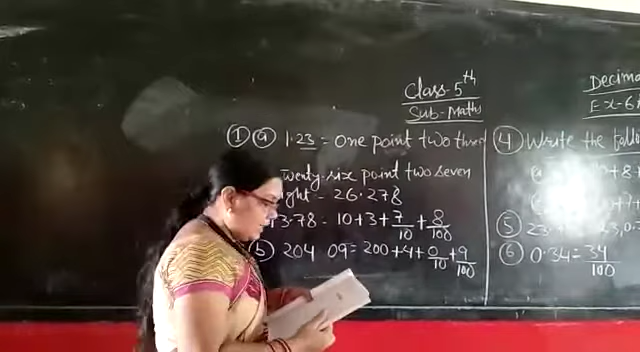 Class-5th
Sub-Maths
① ⓐ 1.23 = One point two three
Twenty six point two seven
- 26.278
3.78 - 10+3+7/10+8/100
ⓑ 204 09= 200+4+0/10+9/100
Decima
Ex-6
④ Write the follo
⑤ 23.
⑥ 0.34= 34/100